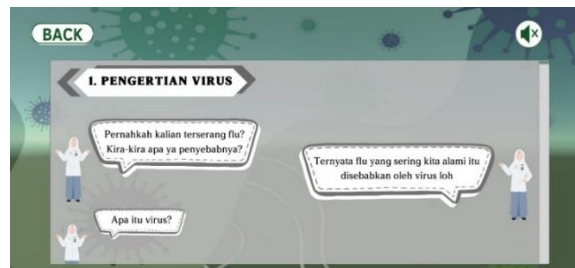 BACK
1. PENGERTIAN VIRUS
Pernahkah kalian terserang flu?
Kira-kira apa ya penyebabnya?
Ternyata flu yang sering kita alami itu
disebabkan oleh virus loh
Apa itu virus?